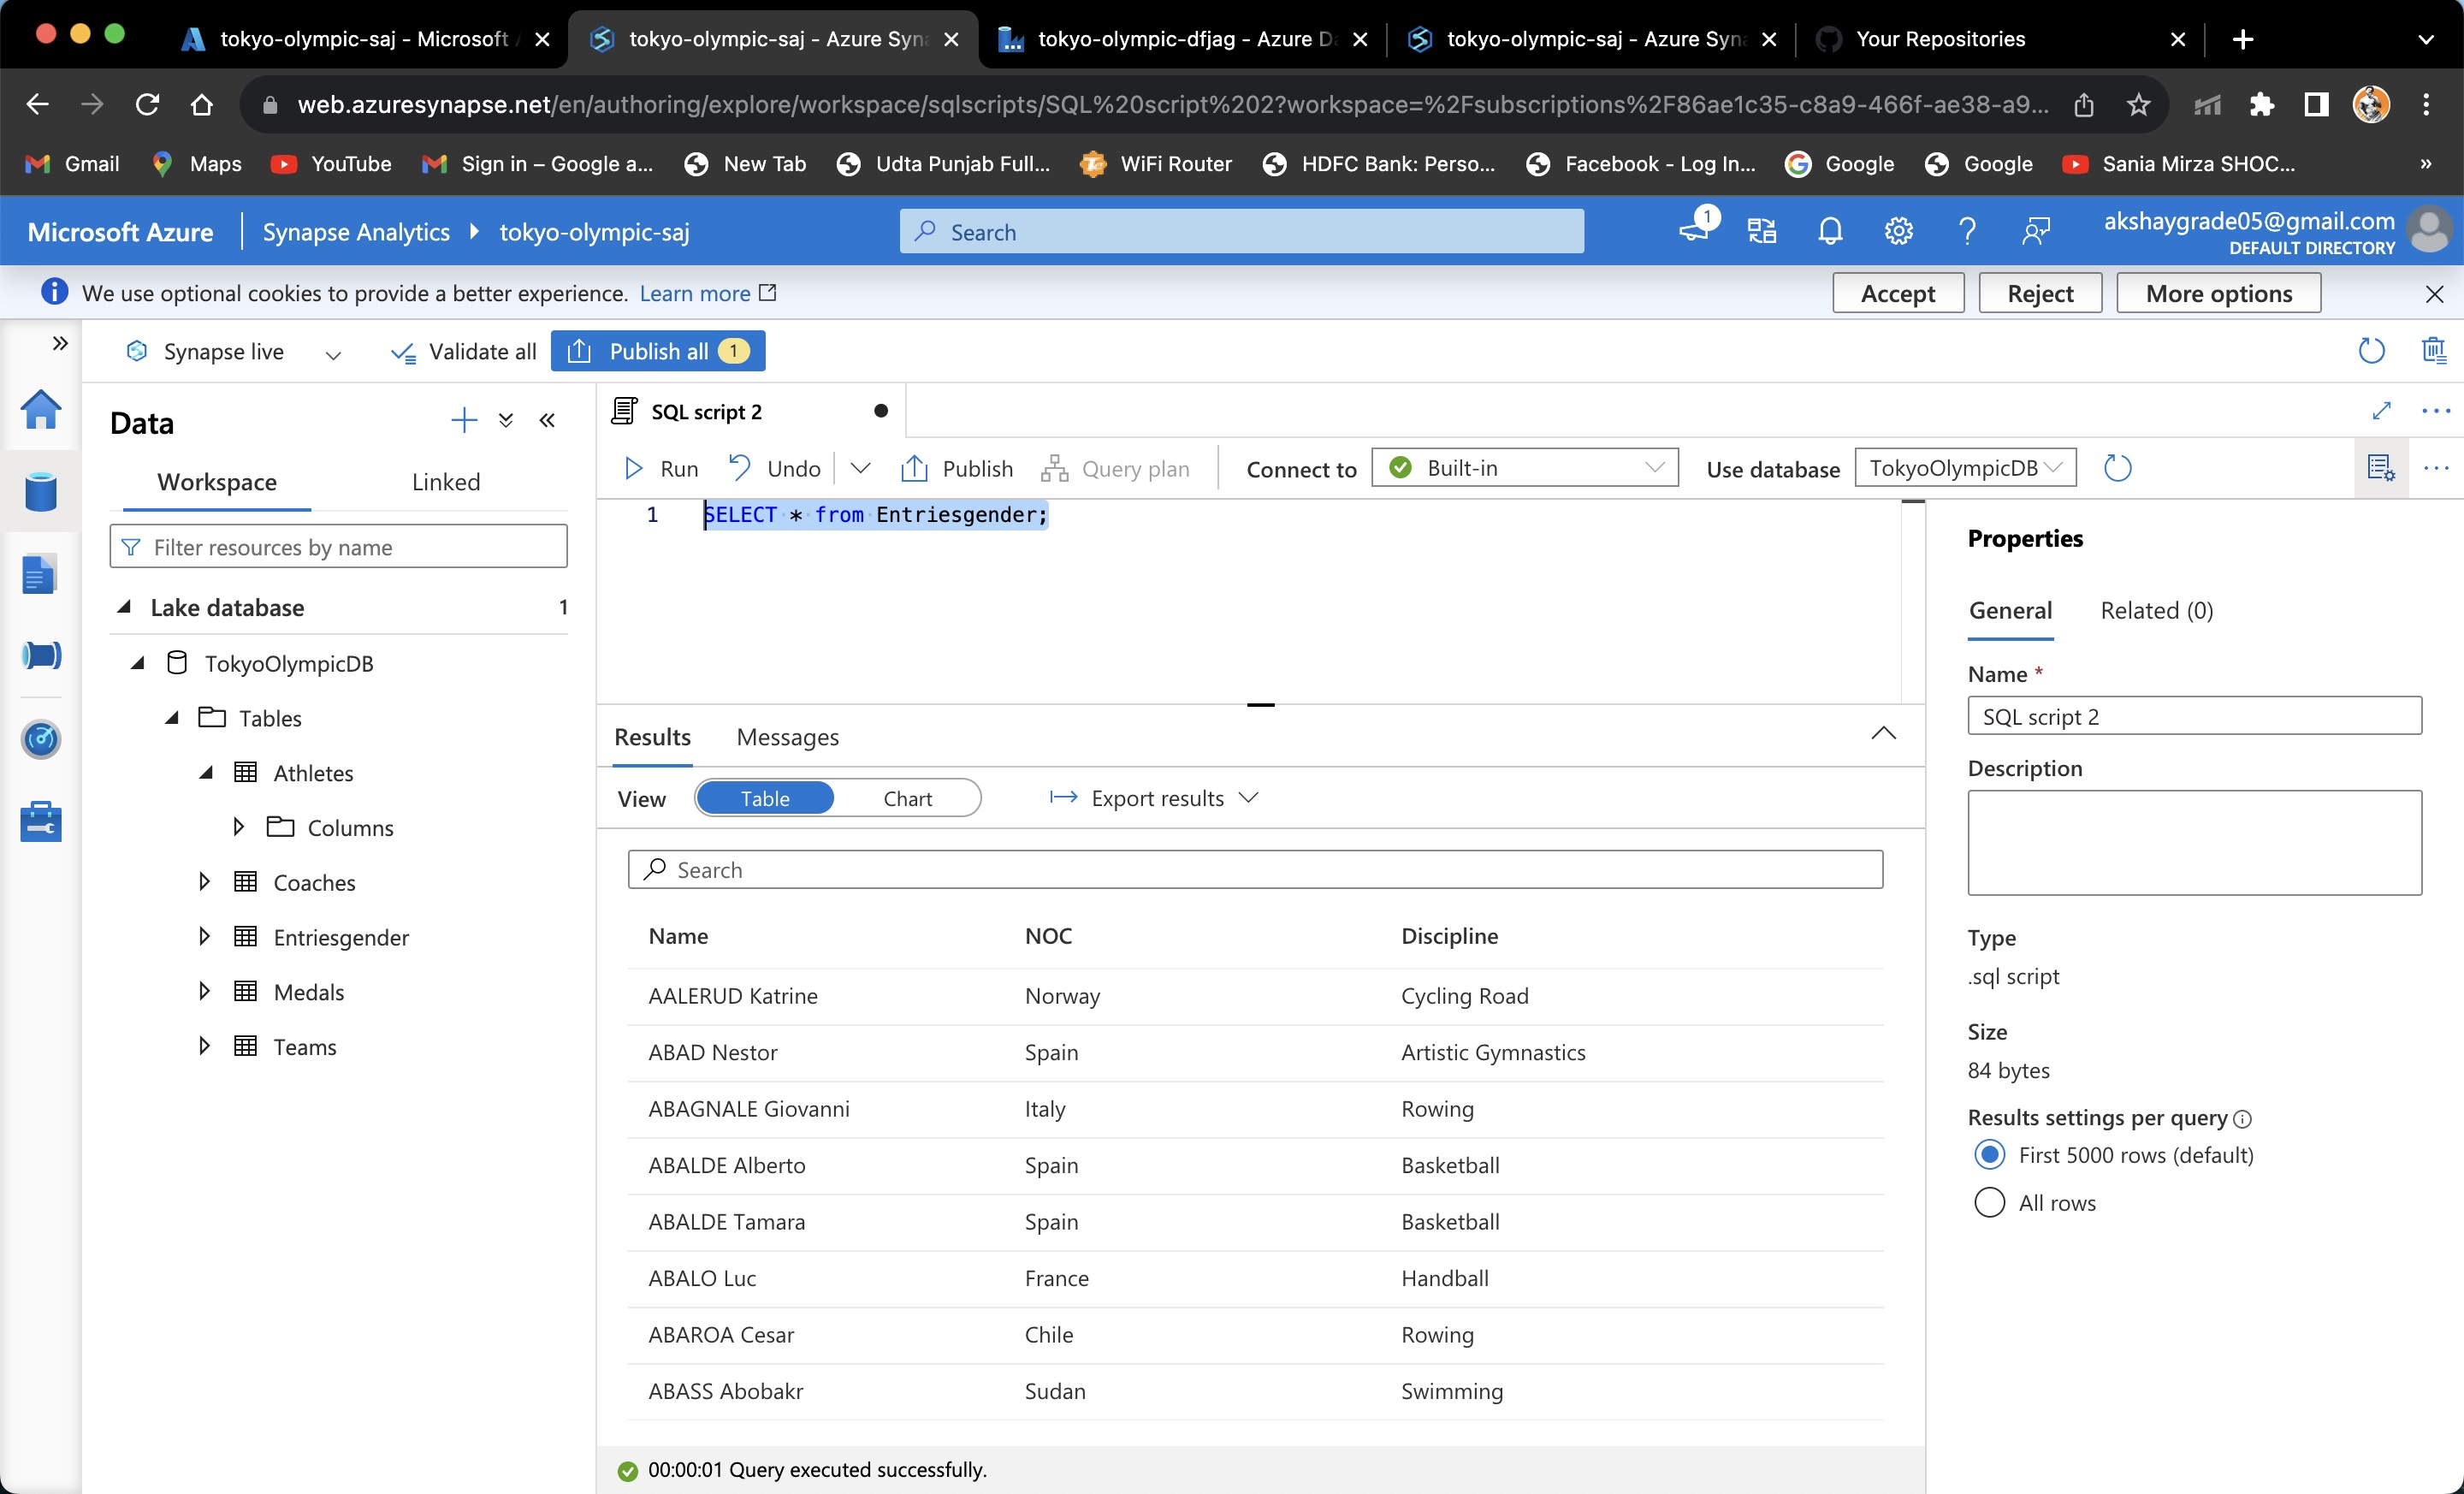 tokyo-olympic-saj - Microsoft A
tokyo-olympic-saj - Azure Syna
tokyo-olympic-dfjag - Azure Da
tokyo-olympic-saj - Azure Syna
Your Repositories
web.azuresynapse.net/en/authoring/explore/workspace/sqlscripts/SQL%20script%202?workspace=%2Fsubscriptions%2F86ae1c35-c8a9-466f-ae38-a9...
Gmail Maps YouTube Sign in – Google a... New Tab Udta Punjab Full... WiFi Router HDFC Bank: Perso... Facebook - Log In... Google Google Sania Mirza SHOC... »
Microsoft Azure Synapse Analytics tokyo-olympic-saj Search 1 akshaygrade05@gmail.com
DEFAULT DIRECTORY
We use optional cookies to provide a better experience. Learn more Accept Reject More options
Synapse live Validate all Publish all 1
Data
Workspace Linked
Filter resources by name
Lake database 1
TokyoOlympicDB
Tables
Athletes
Columns
Coaches
Entriesgender
Medals
Teams
SQL script 2
Run Undo Publish Query plan Connect to Built-in Use database TokyoOlympicDB
1 SELECT * from Entriesgender;
Results Messages
View Table Chart Export results
Search
Name NOC Discipline
AALERUD Katrine Norway Cycling Road
ABAD Nestor Spain Artistic Gymnastics
ABAGNALE Giovanni Italy Rowing
ABALDE Alberto Spain Basketball
ABALDE Tamara Spain Basketball
ABALO Luc France Handball
ABAROA Cesar Chile Rowing
ABASS Abobakr Sudan Swimming
00:00:01 Query executed successfully.
Properties
General Related (0)
Name *
SQL script 2
Description
Type
.sql script
Size
84 bytes
Results settings per query
First 5000 rows (default)
All rows